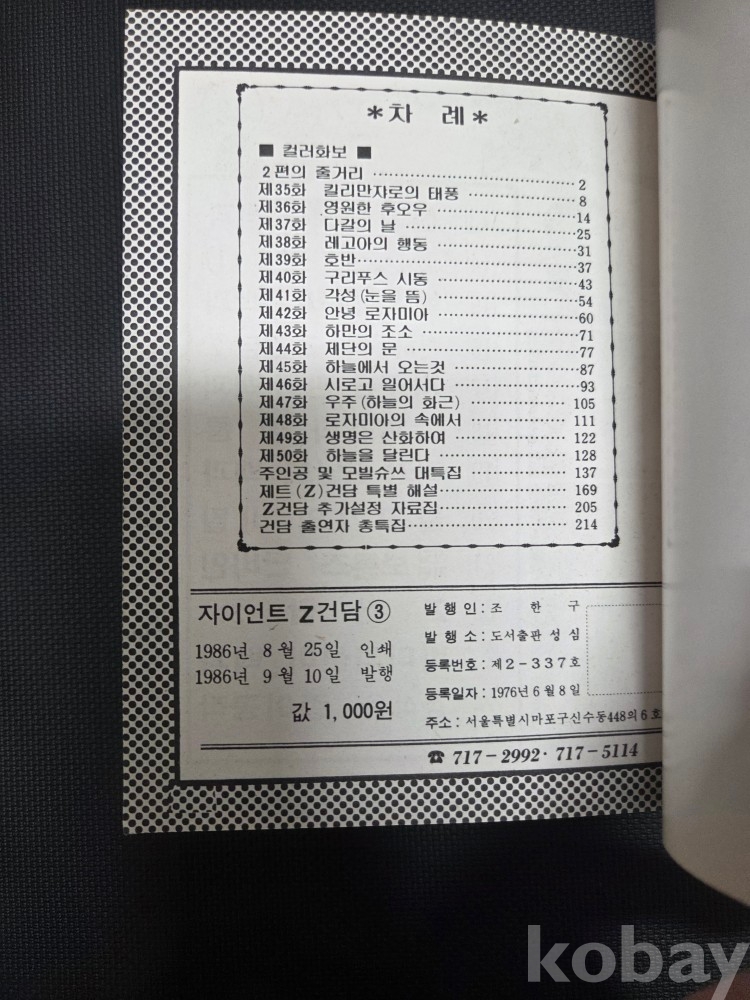 *차 례*
■ 컬러화보 ■
2편의 줄거리 2
제35화 킬리만자로의 태풍 8
제36화 영원한 후오우 14
제37화 다갈의 날 25
제38화 레고아의 행동 31
제39화 호반 37
제40화 구리푸스 시동 43
제41화 각성(눈을 뜸) 54
제42화 안녕 로자미아 60
제43화 하만의 조소 71
제44화 제단의 문 77
제45화 하늘에서 오는것 87
제46화 시로고 일어서다 93
제47화 우주(하늘의 화근) 105
제48화 로자미아의 속에서 111
제49화 생명은 산화하여 122
제50화 하늘을 달린다 128
주인공 및 모빌슈쓰 대특집 137
제트(Z)건담 특별 해설 169
Z건담 추가설정 자료집 205
건담 출연자 총특집 214
자이언트 Z건담 ③
1986년 8월 25일 인쇄
1986년 9월 10일 발행
값 1,000원
발행인: 조 한 구
발행소: 도서출판 성심
등록번호: 제2-337호
등록일자: 1976년 6월 8일
주소: 서울특별시마포구신수동448의 6호
☎ 717-2992· 717-5114
kobay